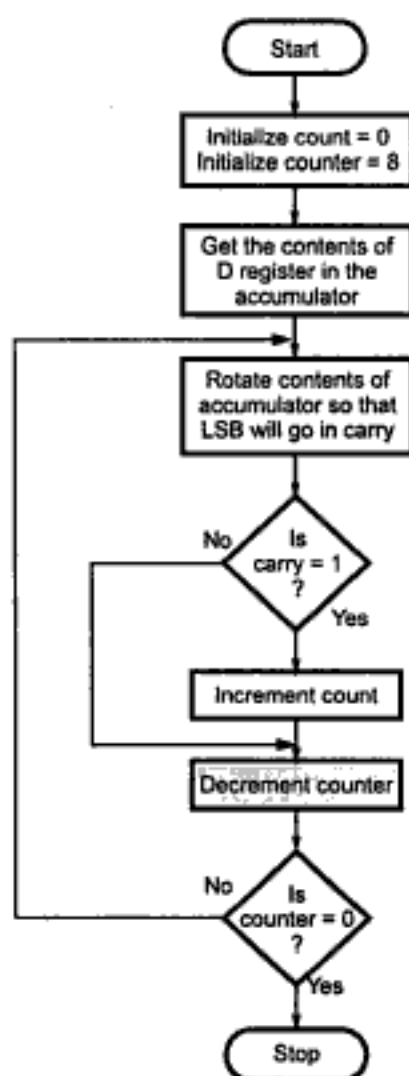 Start
Initialize count = 0
Initialize counter = 8
Get the contents of
D register in the
accumulator
Rotate contents of
accumulator so that
LSB will go in carry
No
Is
carry = 1
?
Yes
Increment count
Decrement counter
No
Is
counter = 0
?
Yes
Stop